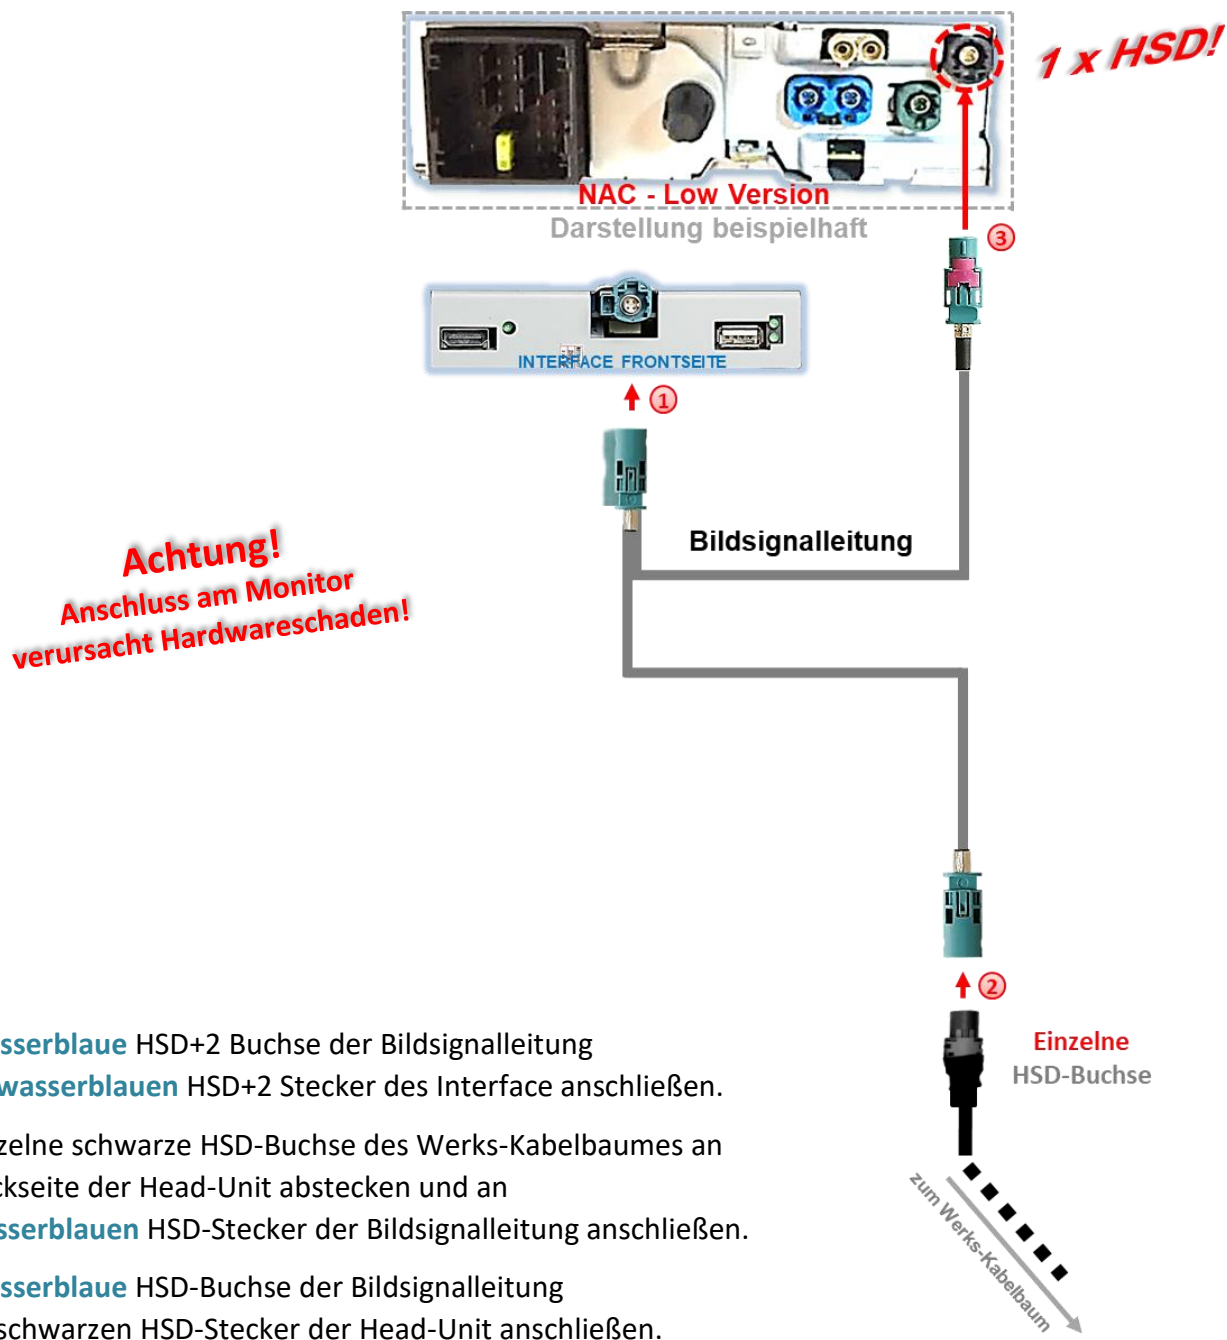 1 x HSD!
NAC - Low Version
Darstellung beispielhaft
3
INTERFACE FRONTSEITE
1
Bildsignalleitung
Achtung!
Anschluss am Monitor
verursacht Hardwareschaden!
2
Einzelne
HSD-Buchse
zum Werks-Kabelbaum
sserblaue HSD+2 Buchse der Bildsignalleitung
wasserblauen HSD+2 Stecker des Interface anschließen.
zelne schwarze HSD-Buchse des Werks-Kabelbaumes an
ckseite der Head-Unit abstecken und an
sserblauen HSD-Stecker der Bildsignalleitung anschließen.
sserblaue HSD-Buchse der Bildsignalleitung
schwarzen HSD-Stecker der Head-Unit anschließen.